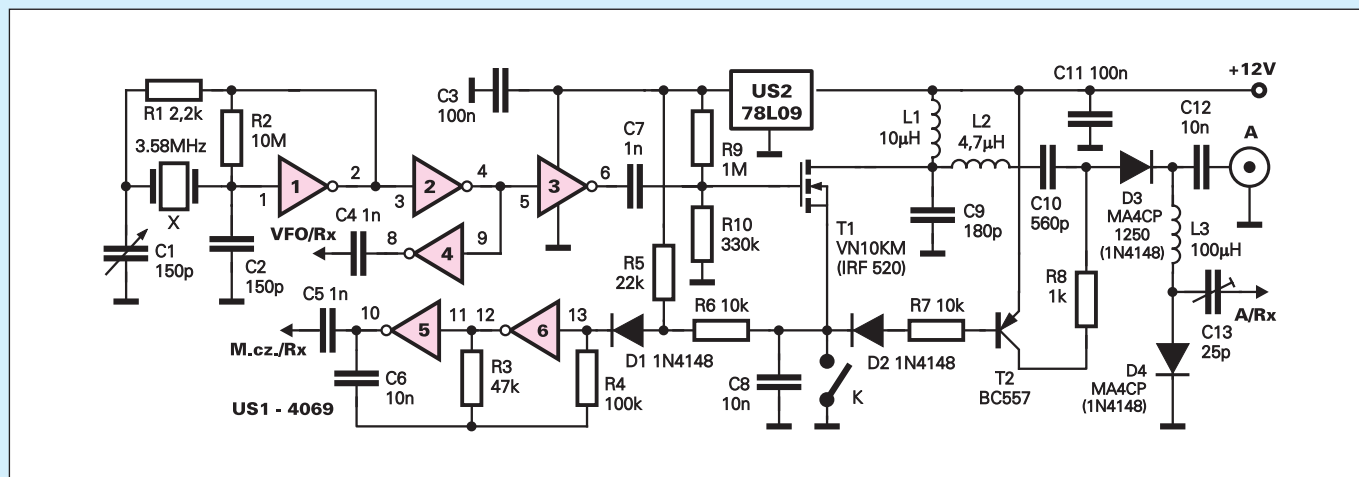 R1 2,2k
R2
10M
3.58MHz
X
1
1
2
C1
150p
C2
150p
C3
100n
3
2
4
C4 1n
VFO/Rx
8
4
9
5
3
6
C7
1n
R9
1M
R10
330k
US2
78L09
L1
10µH
L2
4,7µH
C9
180p
T1
VN10KM
(IRF 520)
C11 100n
+12V
C12
10n
A
C10
560p
D3
MA4CP
1250
(1N4148)
L3
100µH
R8
1k
A/Rx
C13
25p
D4
MA4CP
(1N4148)
R5
22k
R6 10k
R7 10k
D1 1N4148
D2 1N4148
C8
10n
K
T2
BC557
C5 1n
M.cz./Rx
10
5
11
12
6
13
C6
10n
R3
47k
R4
100k
US1 - 4069